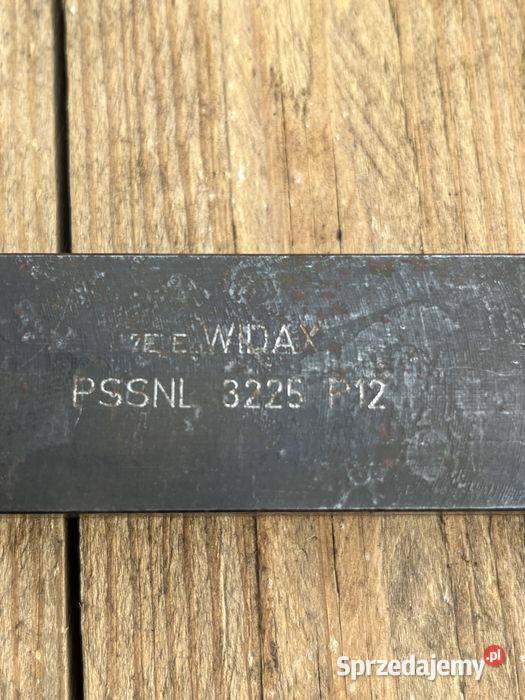 WIDAX
PSSNL 3225 P12
Sprzedajemy.pl